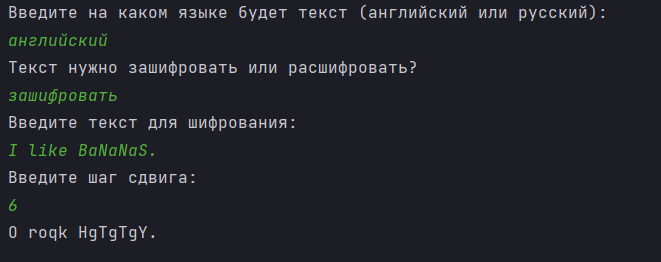 Введите на каком языке будет текст (английский или русский):
английский
Текст нужно зашифровать или расшифровать?
зашифровать
Введите текст для шифрования:
I like BaNaNaS.
Введите шаг сдвига:
6
O roqk HgTgTgY.